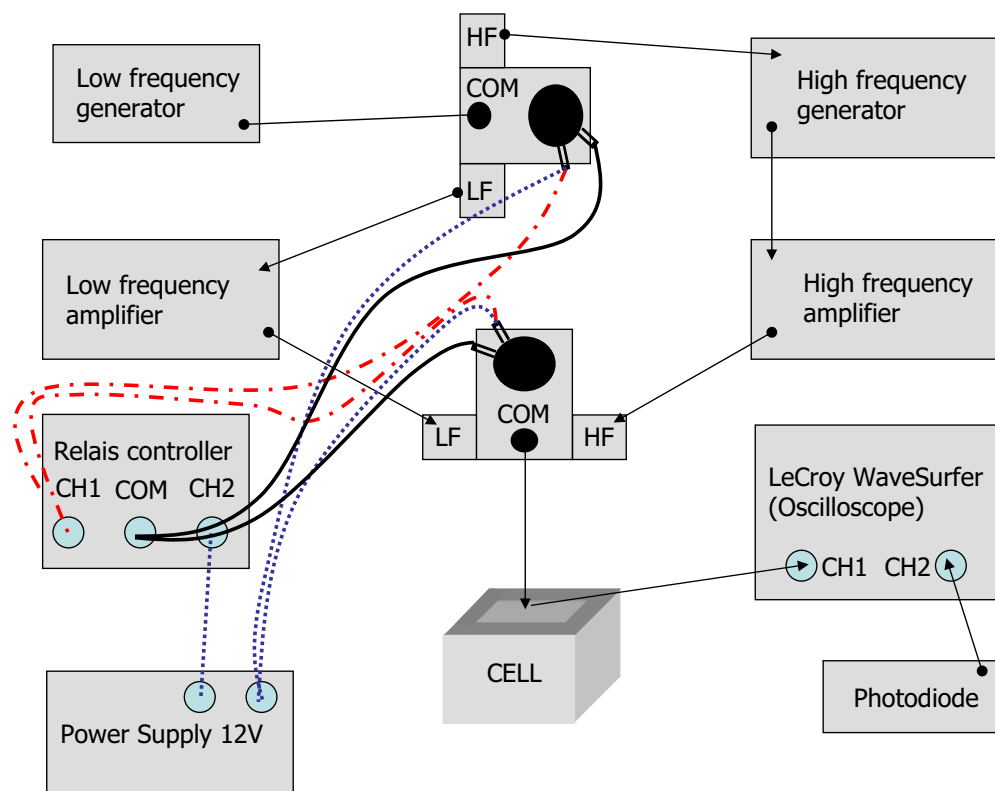 HF
Low frequency
generator
COM
High frequency
generator
LF
Low frequency
amplifier
High frequency
amplifier
COM
LF
HF
Relais controller
CH1 COM CH2
LeCroy WaveSurfer
(Oscilloscope)
CH1 CH2
CELL
Photodiode
Power Supply 12V